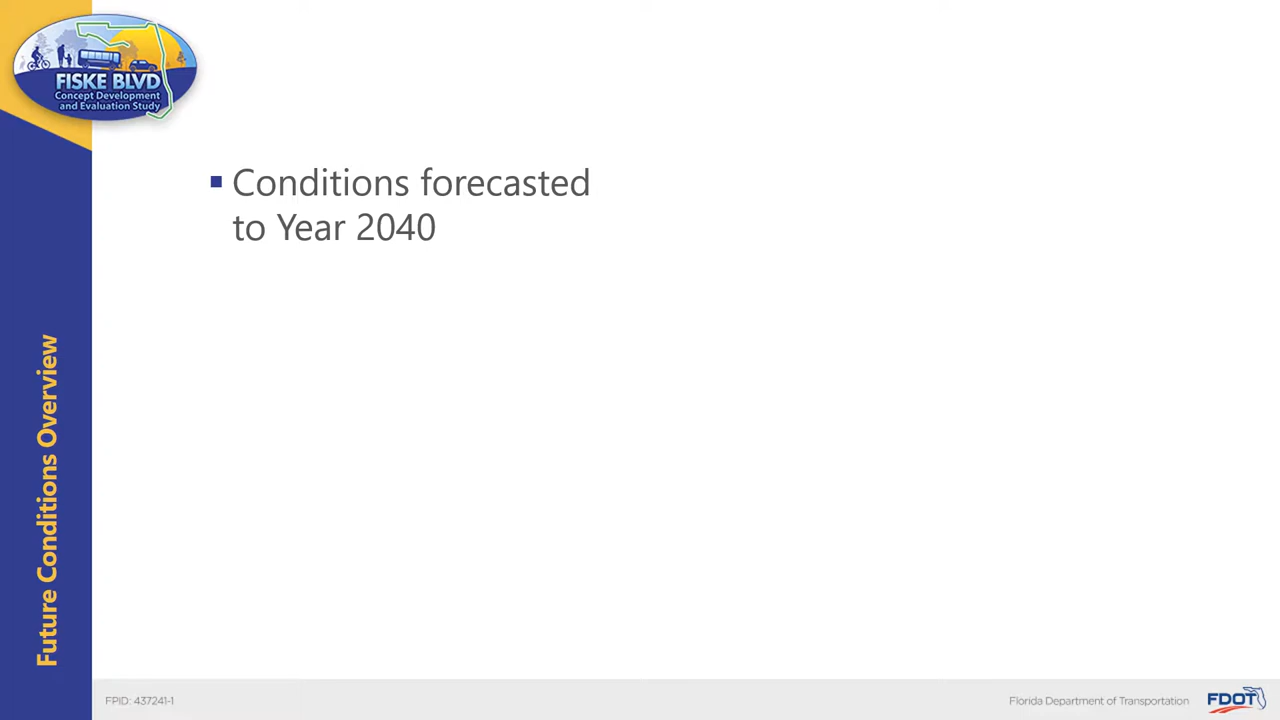 FISKE BLVD
Concept Development
and Evaluation Study
Conditions forecasted
to Year 2040
Future Conditions Overview
FPID: 437241-1
Florida Department of Transportation
FDOT